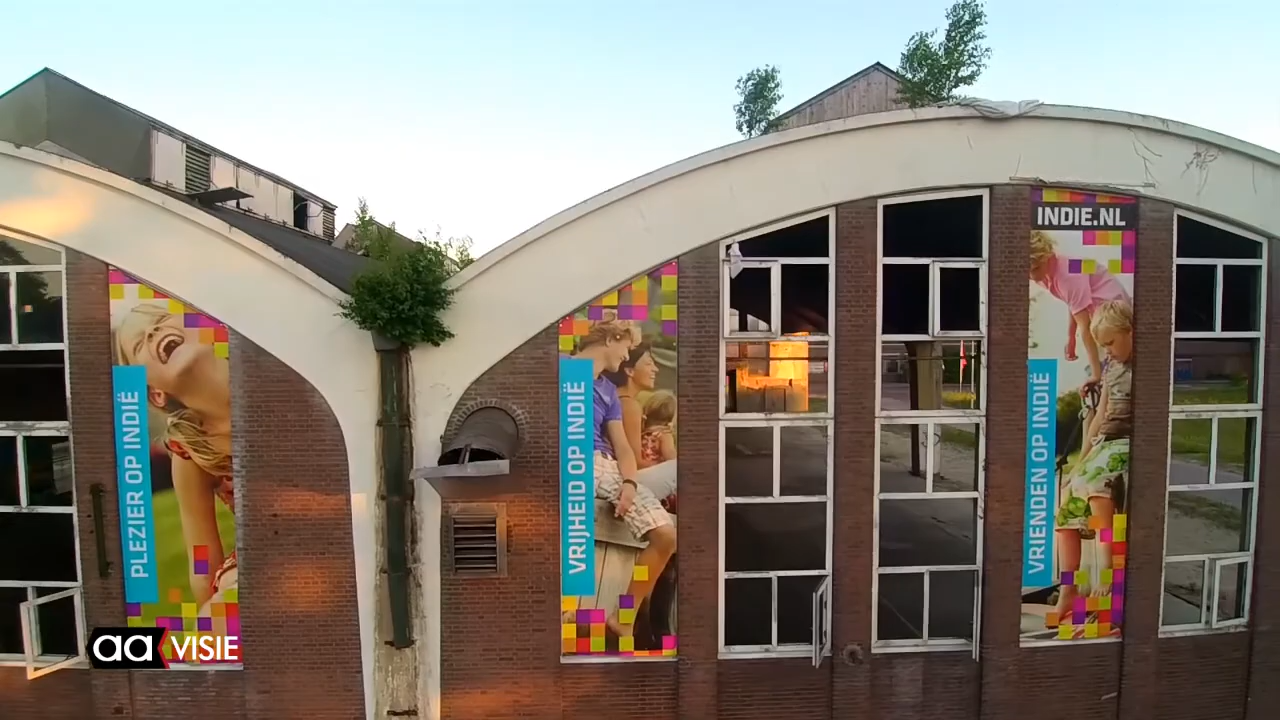 INDIE.NL
PLEZIER OP INDIË
VRIJHEID OP INDIË
VRIENDEN OP INDIË
aa VISIE